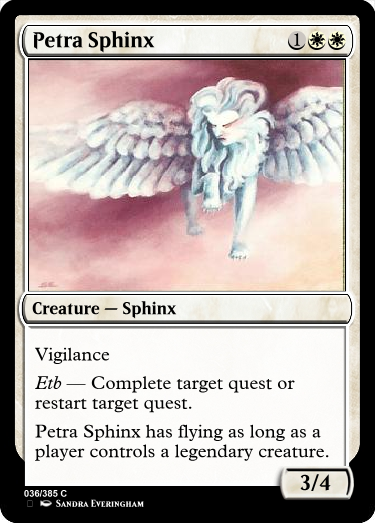 Petra Sphinx 1
Creature — Sphinx
Vigilance
Etb — Complete target quest or
restart target quest.
Petra Sphinx has flying as long as a
player controls a legendary creature.
3/4
036/385 C
Sandra Everingham